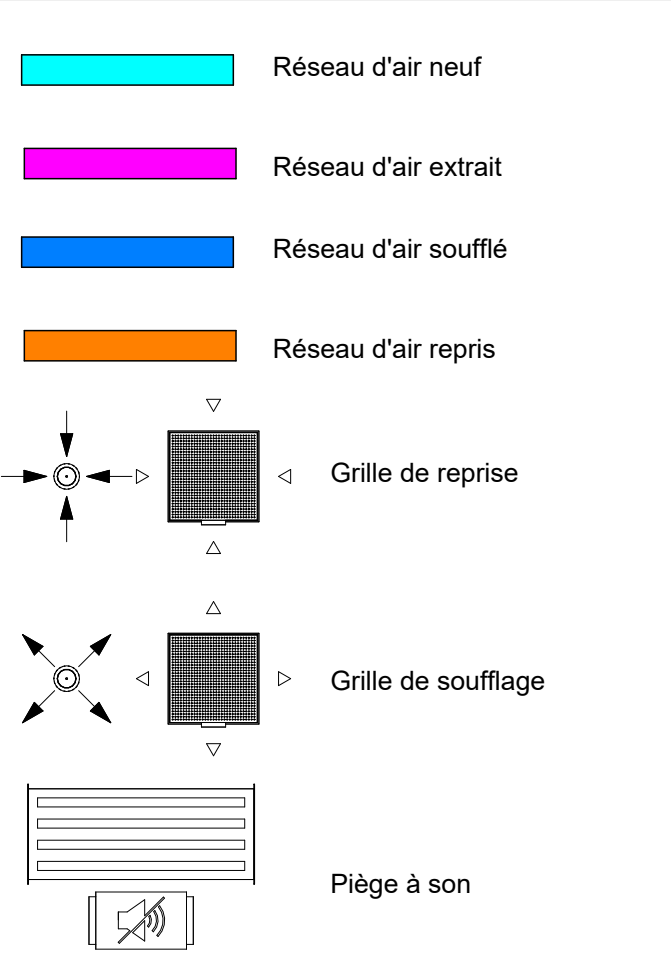 Réseau d'air neuf
Réseau d'air extrait
Réseau d'air soufflé
Réseau d'air repris
Grille de reprise
Grille de soufflage
Piège à son